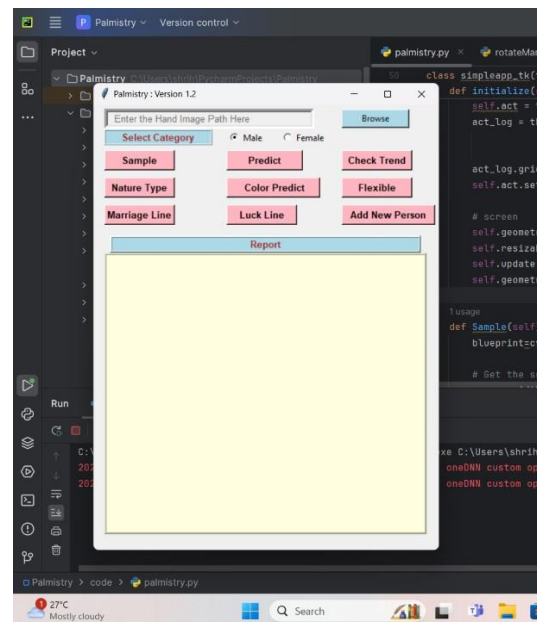 P Palmistry Version control
Project
palmistry.py × rotateMar
Palmistry C:\Users\shrih\PycharmProjects\Palmistry
50 class simpleapp_tk(
Palmistry : Version 1.2
def initialize(
Enter the Hand Image Path Here
Browse
self.act =
act_log = t
Select Category
Male
Female
Sample
Predict
Check Trend
act_log.gri
Nature Type
Color Predict
Flexible
self.act.se
Marriage Line
Luck Line
Add New Person
# screen
self.geomet
self.resiza
Report
self.update
self.geomet
1 usage
def Sample(self
blueprint=c
# Get the s
Run
C:\
xe C:\Users\shrih
202
oneDNN custom op
202
oneDNN custom op
Palmistry > code > palmistry.py
1
27°C
Mostly cloudy
Search